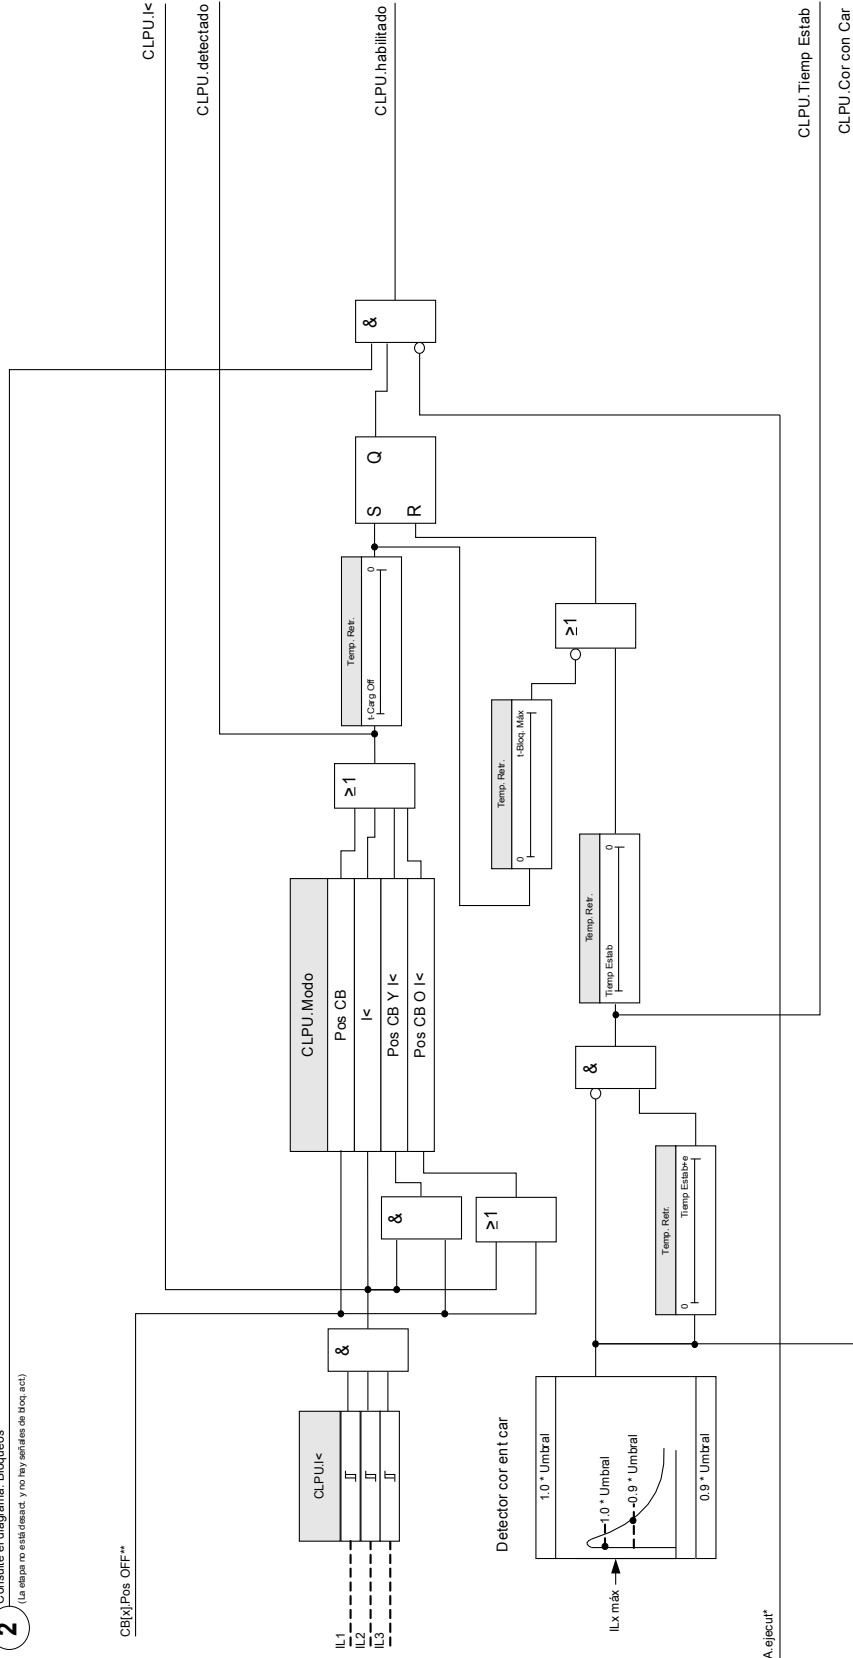 2
Consulte el diagrama: Bloqueos
(La etapa no está desact. y no hay señales de bloq. act.)
CLPU.I<
CLPU.detectado
CLPU.habilitado
CLPU.Tiemp Estab
CLPU.Cor con Car
&
Q
S
R
Temp. Retr.
t-Carg Off
0
≥1
Temp. Retr.
t-Bloq. Máx
0
≥1
CLPU.Modo
Pos CB
I<
Pos CB Y I<
Pos CB O I<
Temp. Retr.
Tiemp Estab
0
&
&
≥1
Temp. Retr.
Tiemp Estab+e
0
CB[x].Pos OFF**
&
CLPU.I<
IL1
IL2
IL3
Detector cor ent car
1.0 * Umbral
1.0 * Umbral
0.9 * Umbral
0.9 * Umbral
ILx máx
A.ejecut*